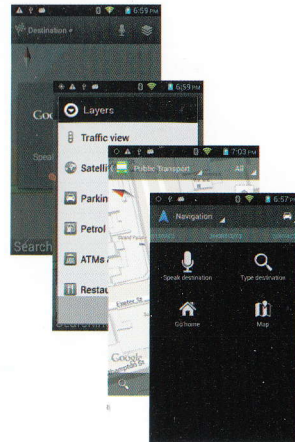 6:59 PM
Destination
Goo
Speak
Search
6:59 PM
Layers
Traffic view
Satelli
Parkin
Petrol
ATMs
Restau
7:03 PM
Public Transport
All
Google
6:57 P
Navigation
Speak destination
Type destination
Go home
Map